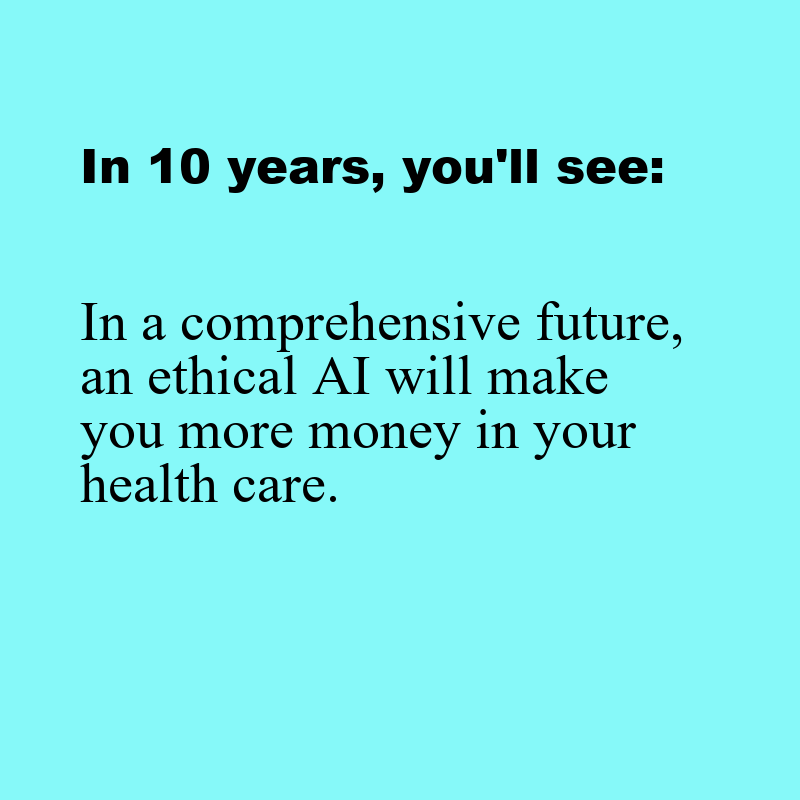 In 10 years, you'll see:
In a comprehensive future,
an ethical AI will make
you more money in your
health care.